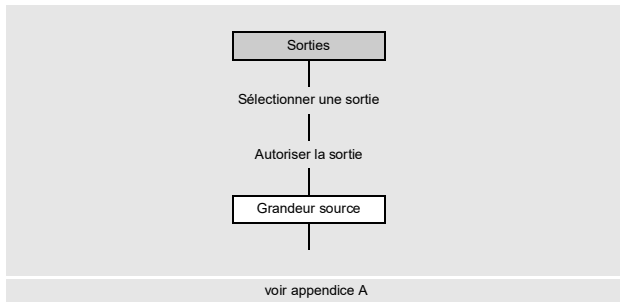 Sorties
Sélectionner une sortie
Autoriser la sortie
Grandeur source
voir appendice A